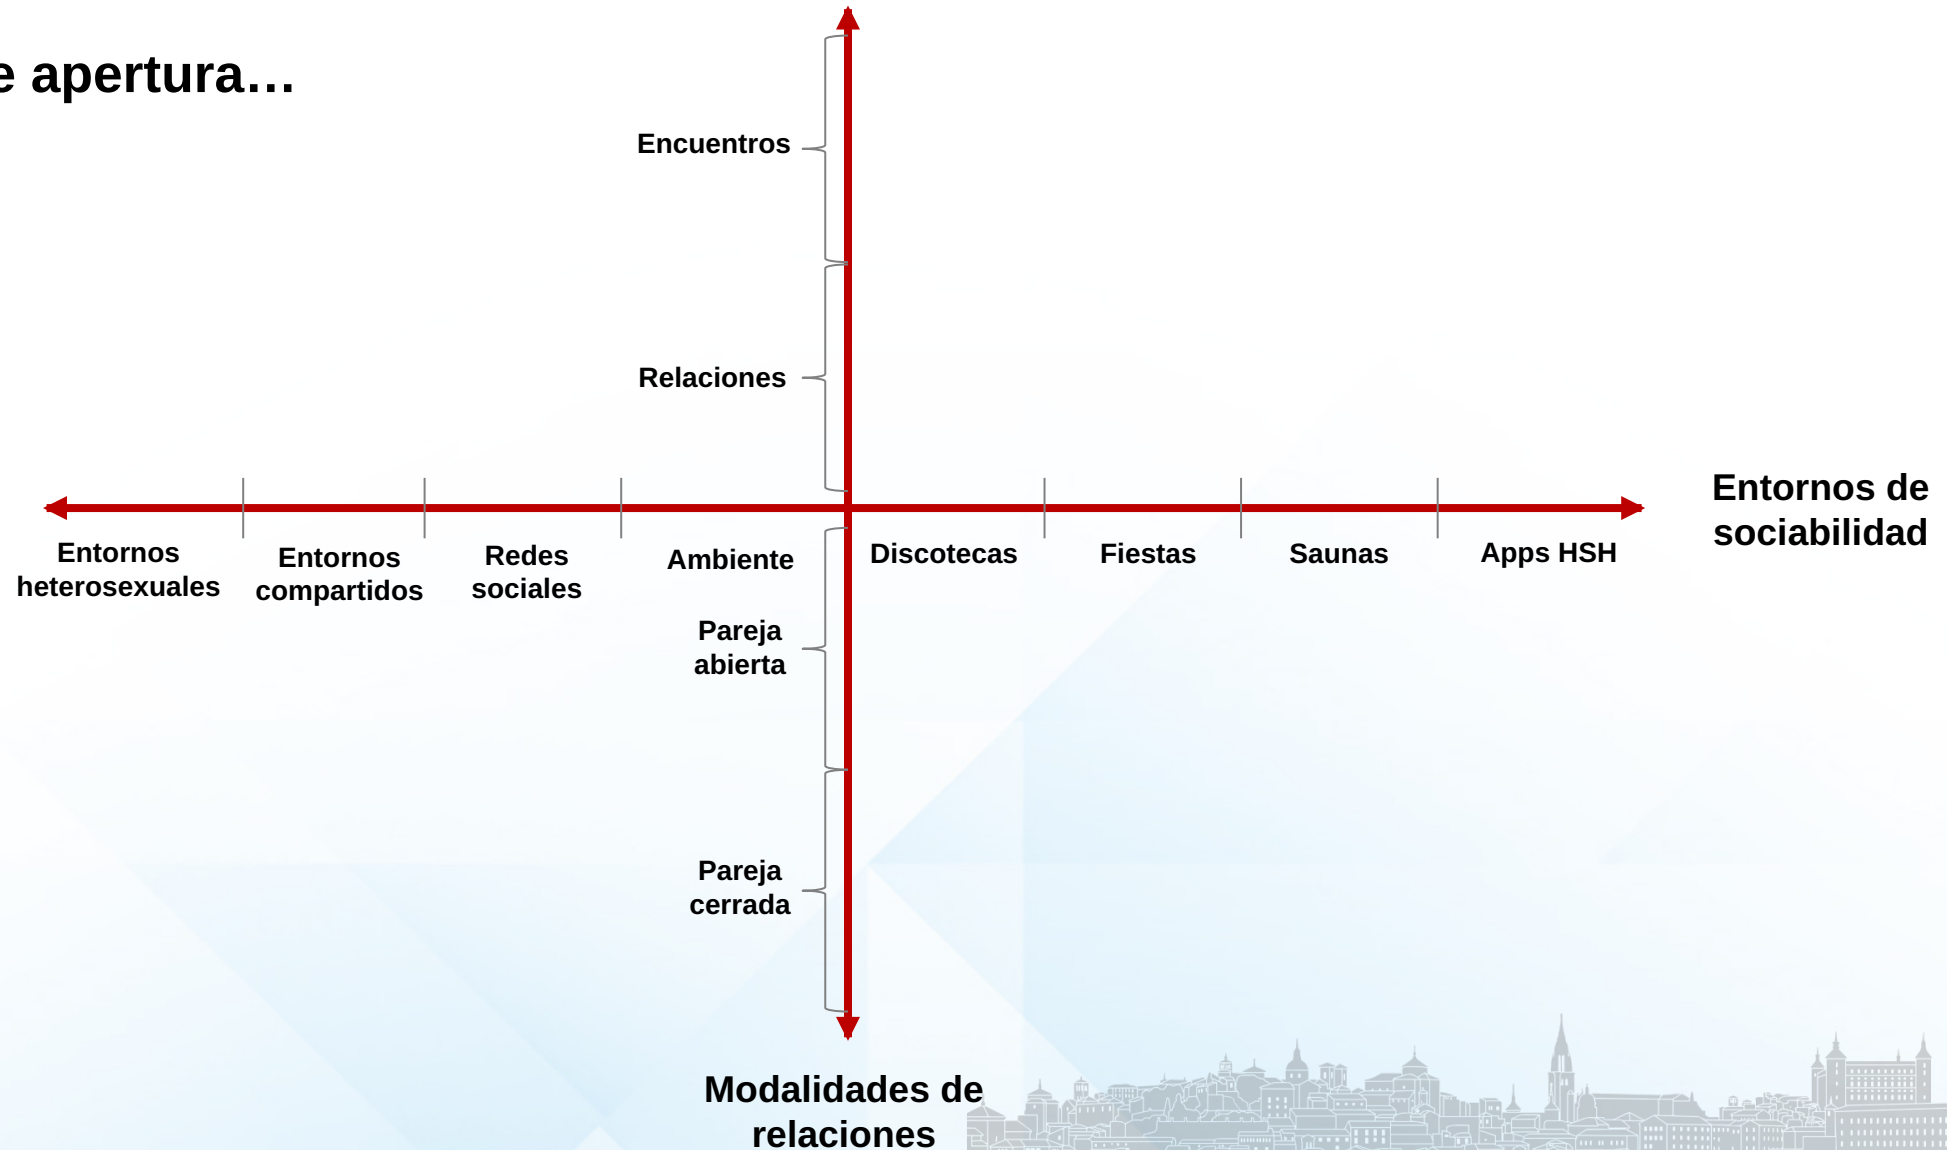 e apertura…
Encuentros
Relaciones
Entornos de
sociabilidad
Entornos
heterosexuales
Entornos
compartidos
Redes
sociales
Ambiente
Discotecas
Fiestas
Saunas
Apps HSH
Pareja
abierta
Pareja
cerrada
Modalidades de
relaciones